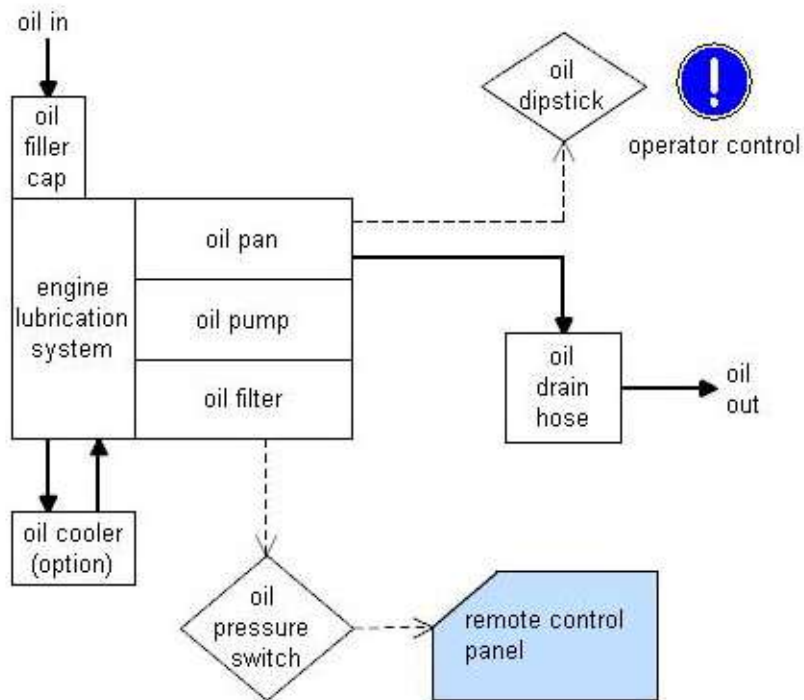 oil in
oil
filler
cap
oil
dipstick
operator control
engine
lubrication
system
oil pan
oil pump
oil filter
oil
drain
hose
oil
out
oil cooler
(option)
oil
pressure
switch
remote control
panel